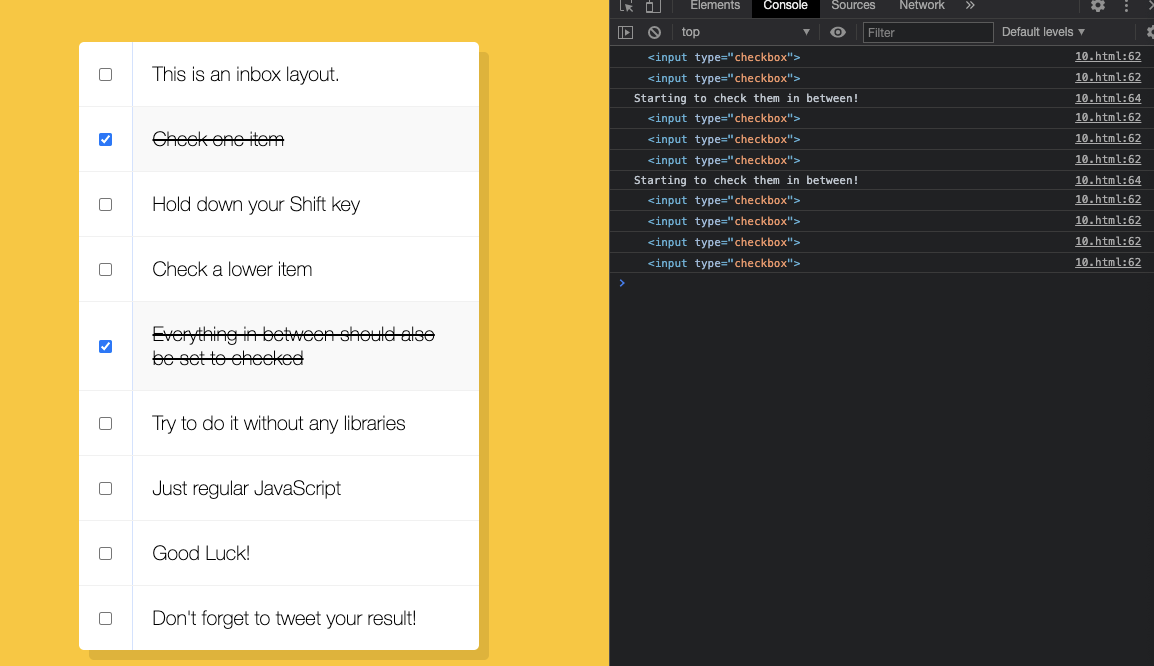 This is an inbox layout.
Check one item
Hold down your Shift key
Check a lower item
Everything in between should also
be set to checked
Try to do it without any libraries
Just regular JavaScript
Good Luck!
Don't forget to tweet your result!
Elements Console Sources Network »
top Filter Default levels
<input type="checkbox"> 10.html:62
<input type="checkbox"> 10.html:62
Starting to check them in between! 10.html:64
<input type="checkbox"> 10.html:62
<input type="checkbox"> 10.html:62
<input type="checkbox"> 10.html:62
Starting to check them in between! 10.html:64
<input type="checkbox"> 10.html:62
<input type="checkbox"> 10.html:62
<input type="checkbox"> 10.html:62
<input type="checkbox"> 10.html:62